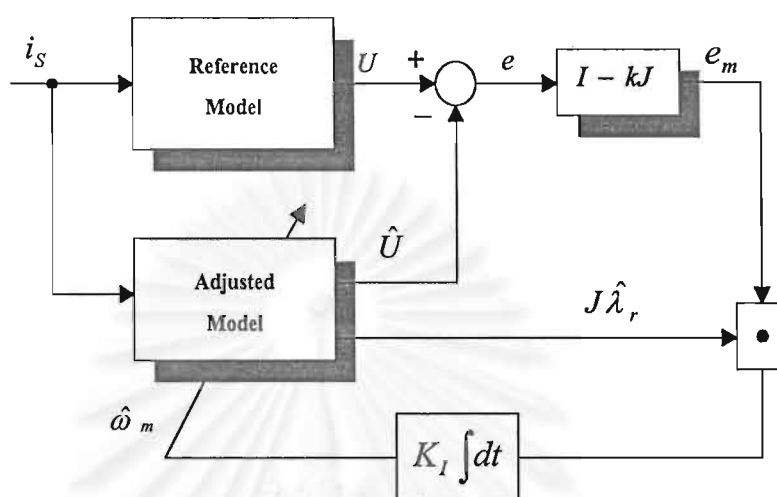 i_S
Reference
Model
U
+
−
e
I − kJ
e_m
Û
Adjusted
Model
Jλ̂_r
•
ω̂_m
K_I ∫dt